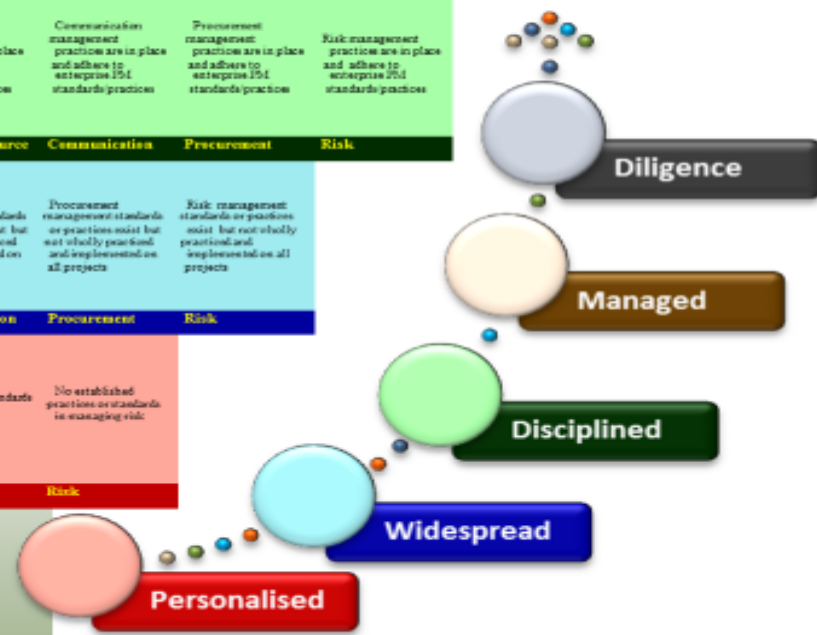 place
Communication
management
practices are in place
and adhere to
enterprise PM
standards/practices
Procurement
management
practices are in place
and adhere to
enterprise PM
standards/practices
Risk management
practices are in place
and adhere to
enterprise PM
standards/practices
Communication
Procurement
Risk
Diligence
Procurement
management standards
or practices exist but
not wholly practiced
and implemented on
all projects
Risk management
standards or practices
exist but not wholly
practiced and
implemented on all
projects
Procurement
Risk
Managed
No established
practices or standards
in managing risk
Risk
Disciplined
Widespread
Personalised